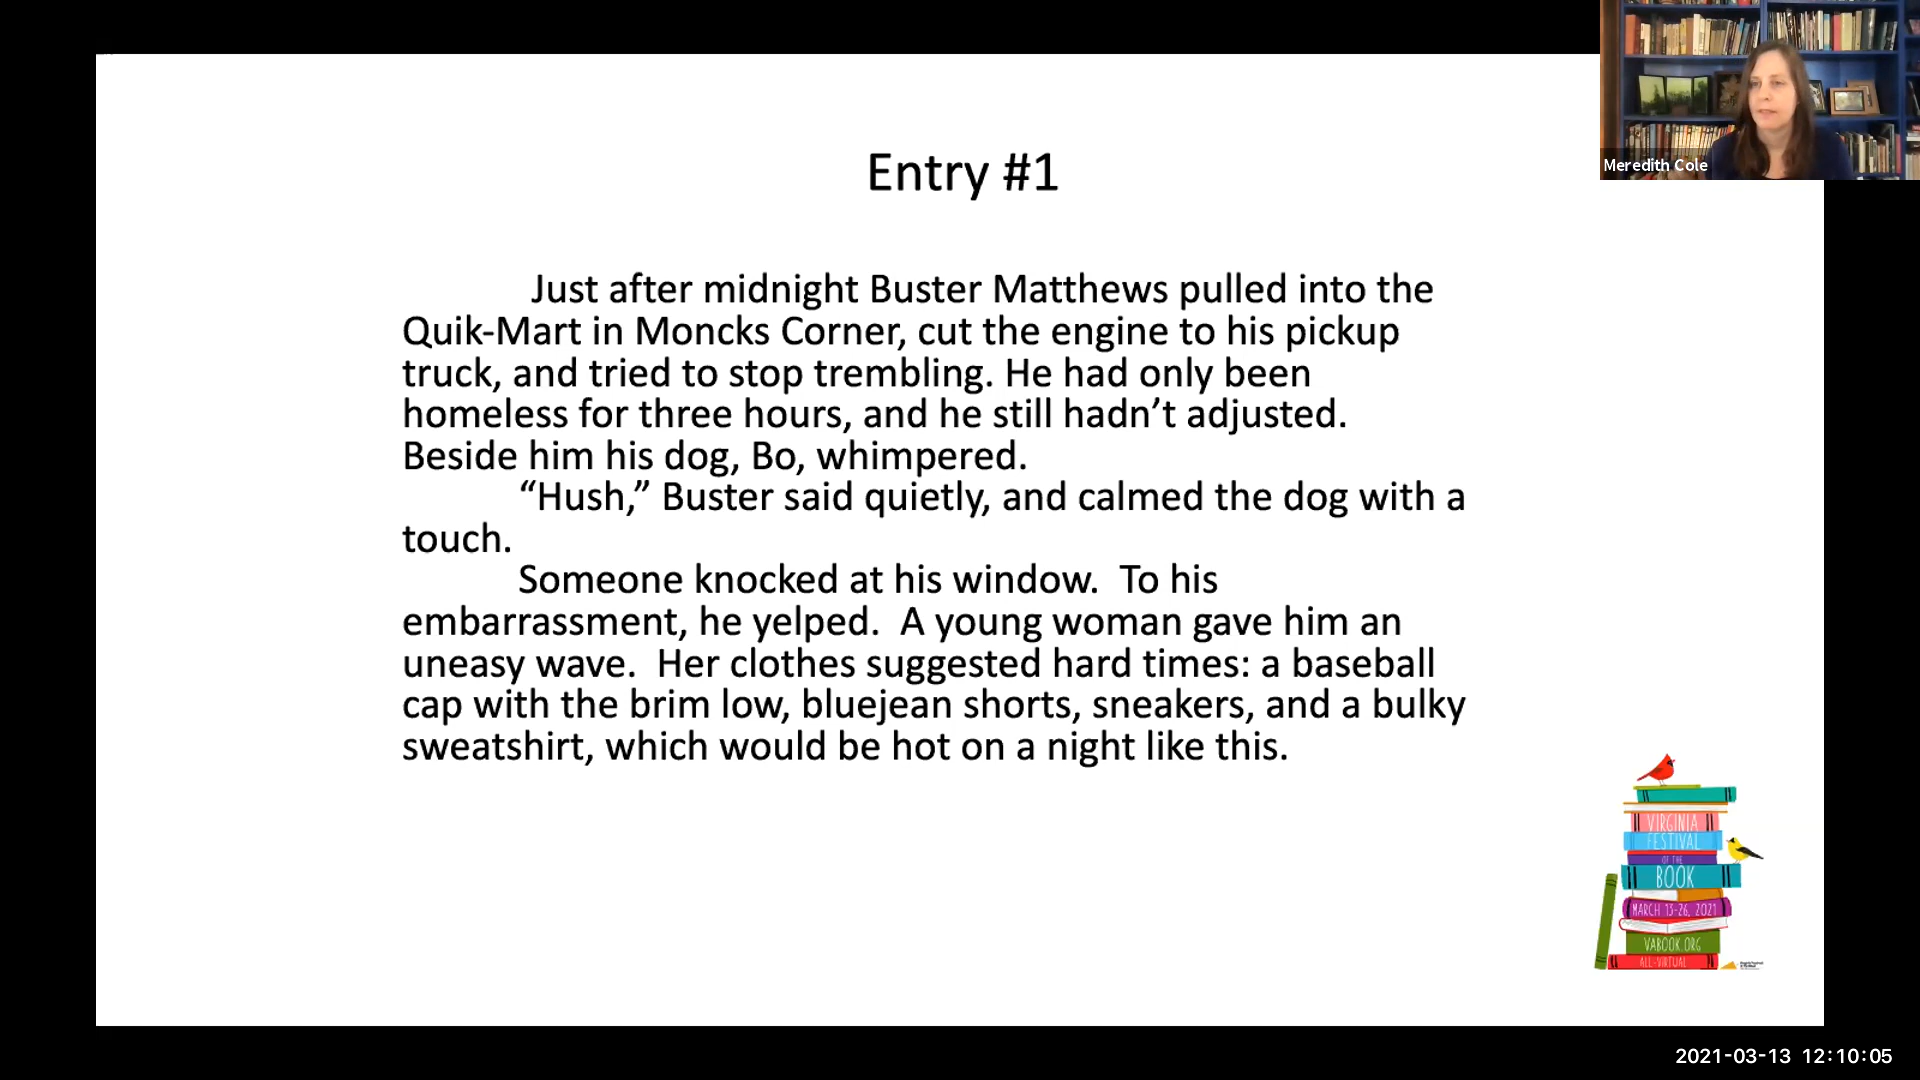 Meredith Cole
Entry #1
Just after midnight Buster Matthews pulled into the
Quik-Mart in Moncks Corner, cut the engine to his pickup
truck, and tried to stop trembling. He had only been
homeless for three hours, and he still hadn’t adjusted.
Beside him his dog, Bo, whimpered.
“Hush,” Buster said quietly, and calmed the dog with a
touch.
Someone knocked at his window.  To his
embarrassment, he yelped.  A young woman gave him an
uneasy wave.  Her clothes suggested hard times: a baseball
cap with the brim low, bluejean shorts, sneakers, and a bulky
sweatshirt, which would be hot on a night like this.
VIRGINIA
FESTIVAL
OF THE
BOOK
MARCH 13-26, 2021
VABOOK.ORG
ALL-VIRTUAL
2021-03-13 12:10:05